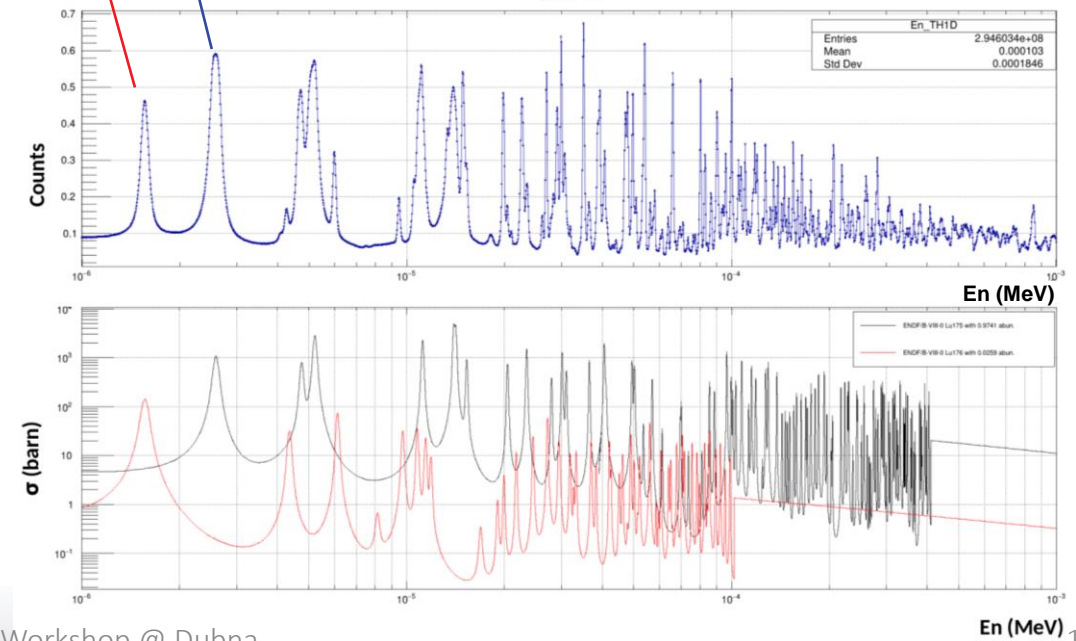 En_TH1D
Entries 2.946034e+08
Mean 0.000103
Std Dev 0.0001846
Counts
0.7
0.6
0.5
0.4
0.3
0.2
0.1
10⁻⁶ 10⁻⁵ 10⁻⁴ 10⁻³
En (MeV)
ENDF/B-VIII-0 Lu175 with 0.9741 abun.
ENDF/B-VIII-0 Lu176 with 0.0259 abun.
σ (barn)
10⁴
10³
10²
10
1
10⁻¹
10⁻⁶ 10⁻⁵ 10⁻⁴ 10⁻³
En (MeV)
Workshop @ Dubna